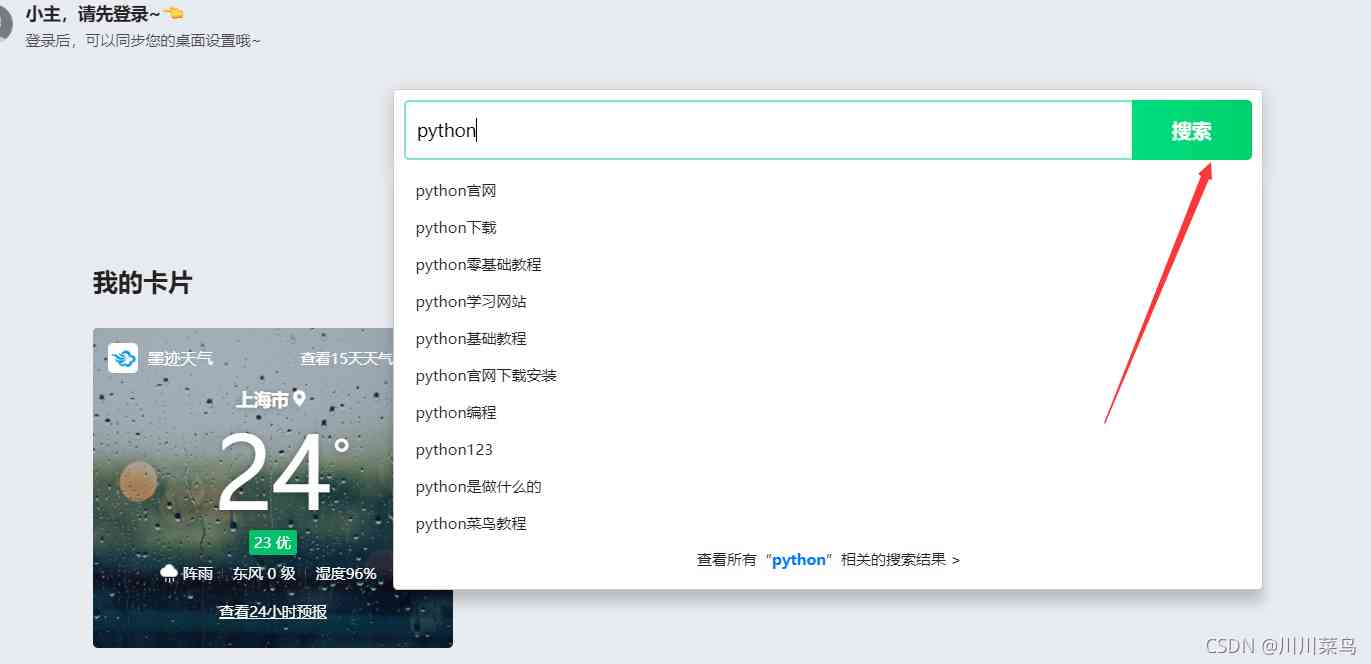 小主，请先登录~👈
登录后，可以同步您的桌面设置哦~
python
搜索
python官网
python下载
python零基础教程
python学习网站
python基础教程
python官网下载安装
python编程
python123
python是做什么的
python菜鸟教程
查看所有“python”相关的搜索结果 >
我的卡片
墨迹天气
查看15天天气
上海市
24°
23 优
阵雨 东风 0 级 湿度96%
查看24小时预报
CSDN @川川菜鸟